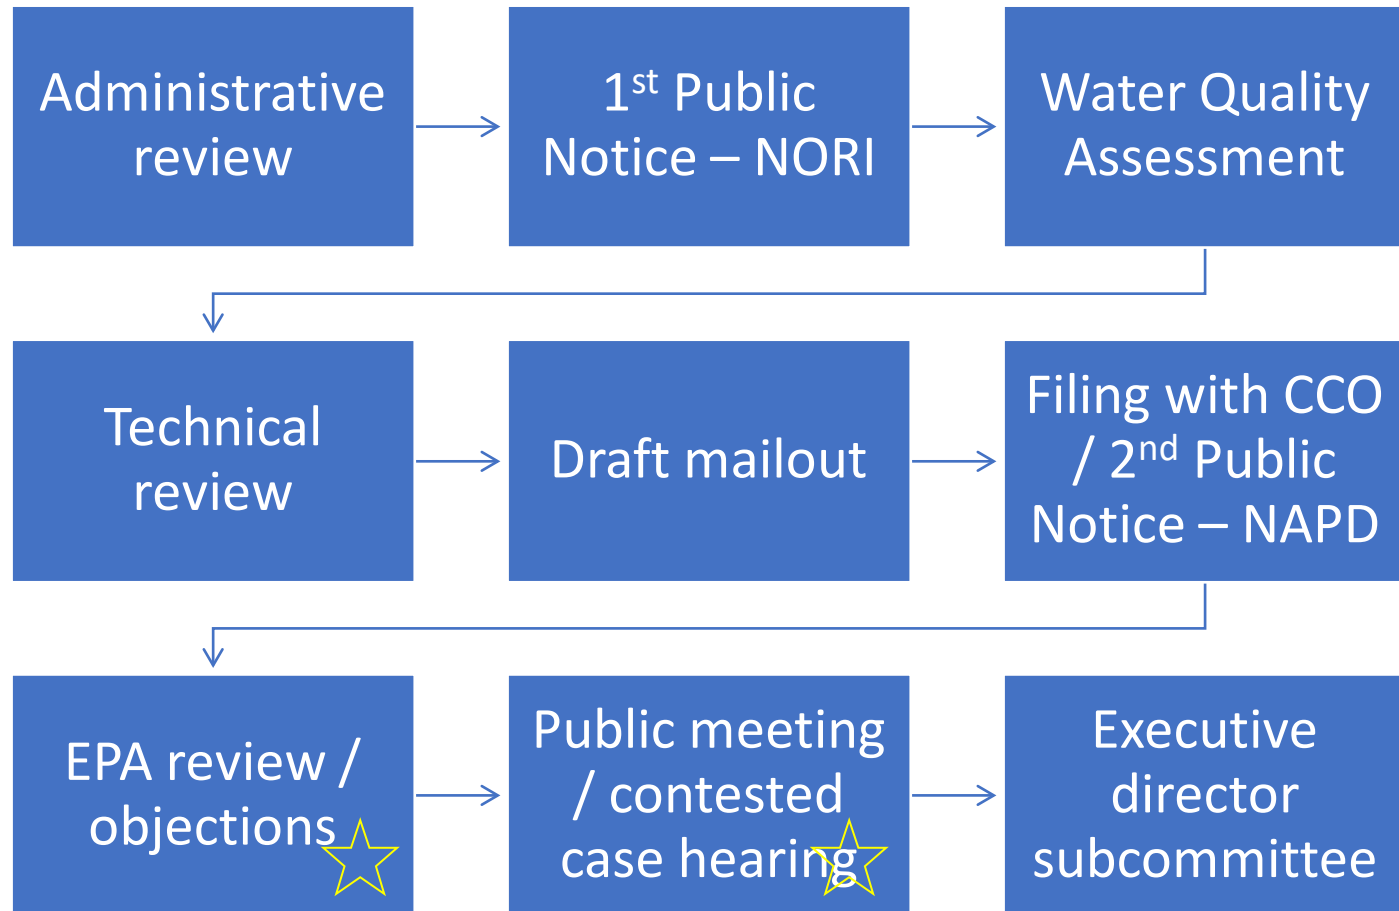 Administrative
review
1st Public
Notice – NORI
Water Quality
Assessment
Technical
review
Draft mailout
Filing with CCO
/ 2nd Public
Notice – NAPD
EPA review /
objections
Public meeting
/ contested
case hearing
Executive
director
subcommittee